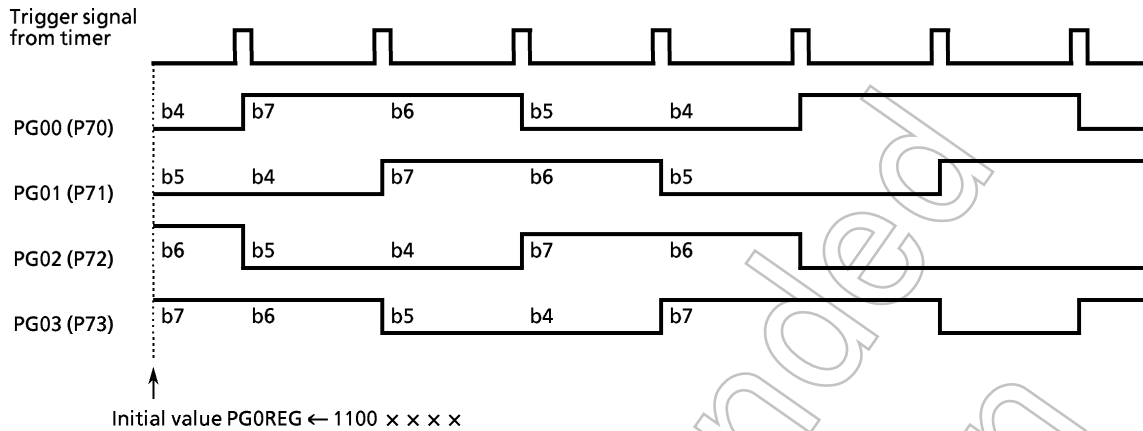 Trigger signal
from timer
PG00 (P70)
b4 b7 b6 b5 b4
PG01 (P71)
b5 b4 b7 b6 b5
PG02 (P72)
b6 b5 b4 b7 b6
PG03 (P73)
b7 b6 b5 b4 b7
Initial value PG0REG ← 1100 × × × ×
nded